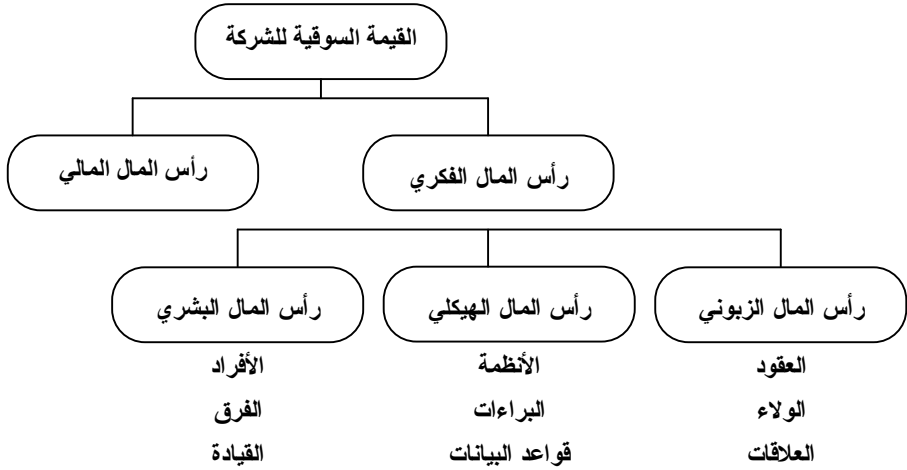 القيمة السوقية للشركة
رأس المال الفكري
رأس المال المالي
رأس المال الزبوني
رأس المال الهيكلي
رأس المال البشري
العقود
الأنظمة
الأفراد
الولاء
البراءات
الفرق
العلاقات
قواعد البيانات
القيادة